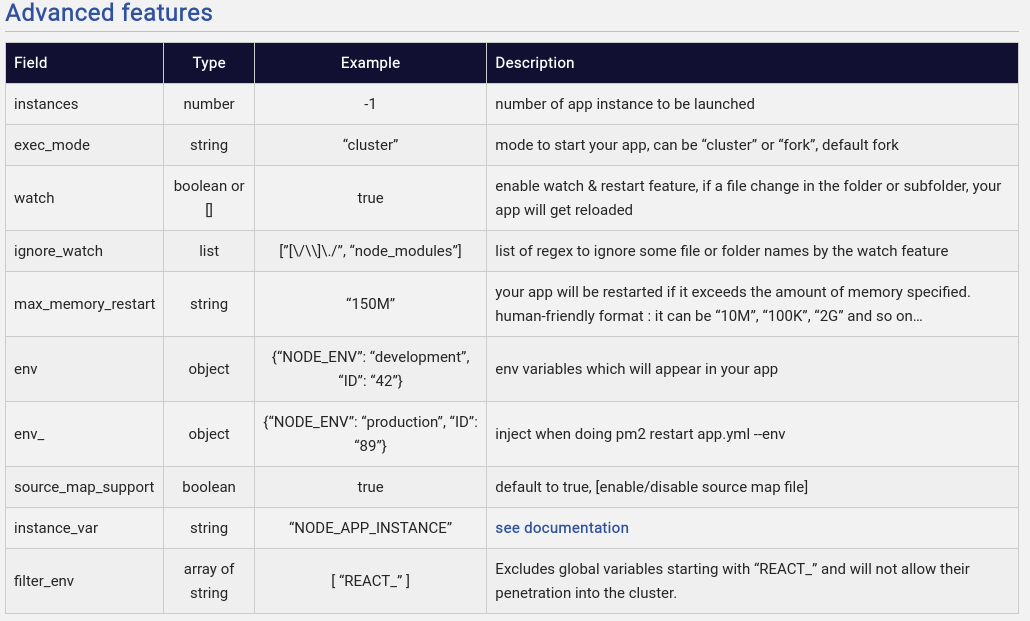 Advanced features
Field Type Example Description
instances number -1 number of app instance to be launched
exec_mode string “cluster” mode to start your app, can be “cluster” or “fork”, default fork
watch boolean or [] true enable watch & restart feature, if a file change in the folder or subfolder, your
app will get reloaded
ignore_watch list [”[\/\\]\./”, “node_modules”] list of regex to ignore some file or folder names by the watch feature
max_memory_restart string “150M” your app will be restarted if it exceeds the amount of memory specified.
human-friendly format : it can be “10M”, “100K”, “2G” and so on…
env object {“NODE_ENV”: “development”,
“ID”: “42”} env variables which will appear in your app
env_ object {“NODE_ENV”: “production”, “ID”:
“89”} inject when doing pm2 restart app.yml --env
source_map_support boolean true default to true, [enable/disable source map file]
instance_var string “NODE_APP_INSTANCE” see documentation
filter_env array of
string [ “REACT_” ] Excludes global variables starting with “REACT_” and will not allow their
penetration into the cluster.